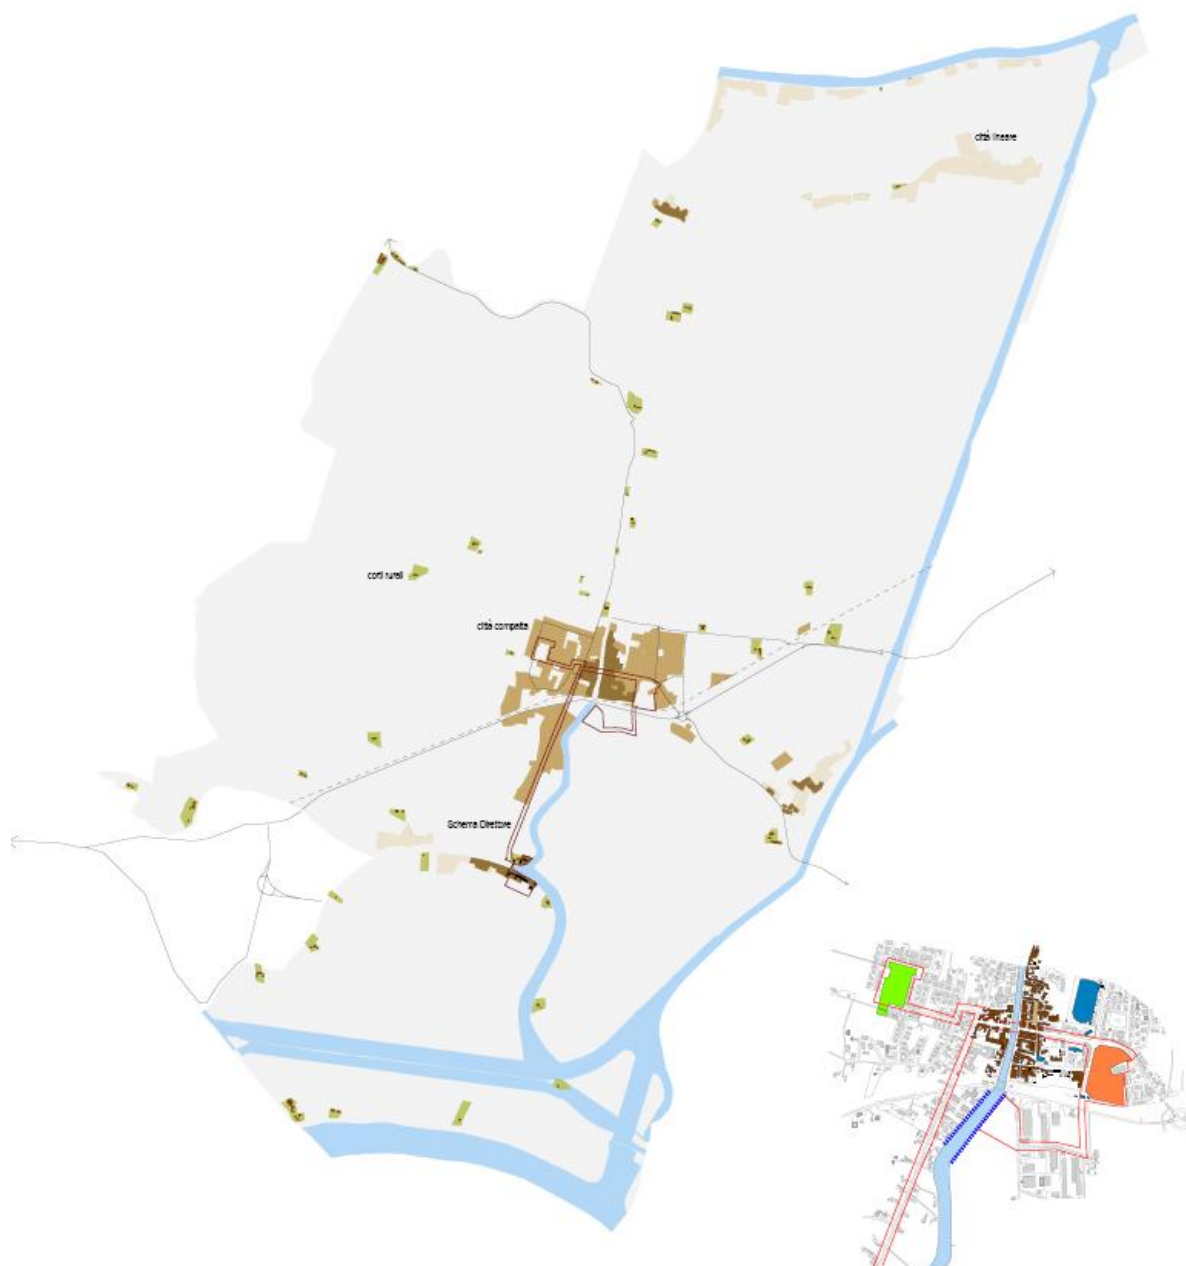 città lineare
corti rurali
città compatta
Schema Direttore